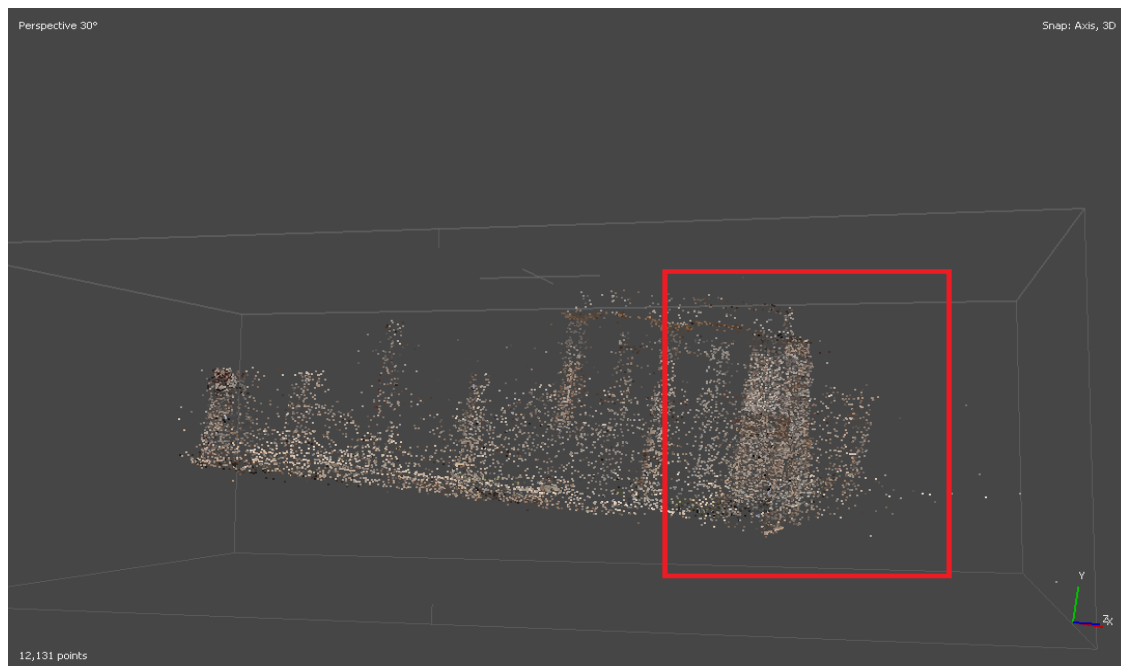 Perspective 30°
Snap: Axis, 3D
Y
Z
X
12,131 points